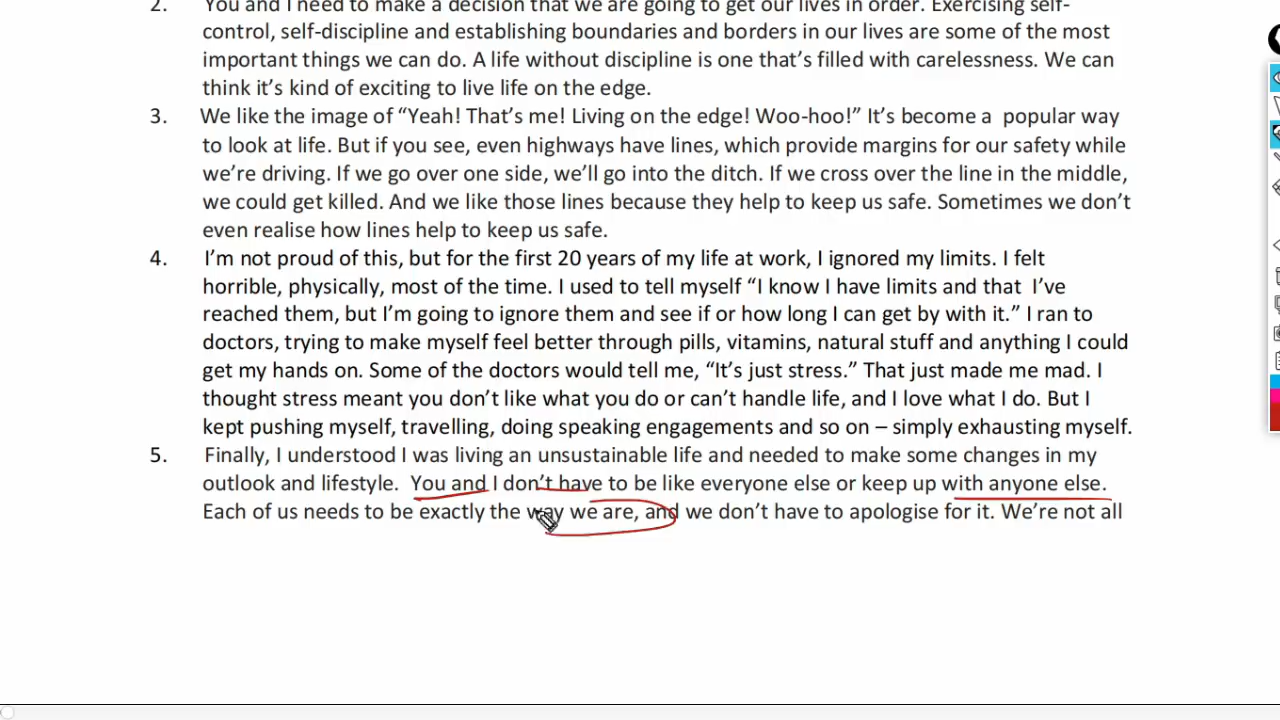 2. You and I need to make a decision that we are going to get our lives in order. Exercising self-
control, self-discipline and establishing boundaries and borders in our lives are some of the most
important things we can do. A life without discipline is one that’s filled with carelessness. We can
think it’s kind of exciting to live life on the edge.
3. We like the image of “Yeah! That’s me! Living on the edge! Woo-hoo!” It’s become a popular way
to look at life. But if you see, even highways have lines, which provide margins for our safety while
we’re driving. If we go over one side, we’ll go into the ditch. If we cross over the line in the middle,
we could get killed. And we like those lines because they help to keep us safe. Sometimes we don’t
even realise how lines help to keep us safe.
4. I’m not proud of this, but for the first 20 years of my life at work, I ignored my limits. I felt
horrible, physically, most of the time. I used to tell myself “I know I have limits and that I’ve
reached them, but I’m going to ignore them and see if or how long I can get by with it.” I ran to
doctors, trying to make myself feel better through pills, vitamins, natural stuff and anything I could
get my hands on. Some of the doctors would tell me, “It’s just stress.” That just made me mad. I
thought stress meant you don’t like what you do or can’t handle life, and I love what I do. But I
kept pushing myself, travelling, doing speaking engagements and so on – simply exhausting myself.
5. Finally, I understood I was living an unsustainable life and needed to make some changes in my
outlook and lifestyle. You and I don’t have to be like everyone else or keep up with anyone else.
Each of us needs to be exactly the way we are, and we don’t have to apologise for it. We’re not all